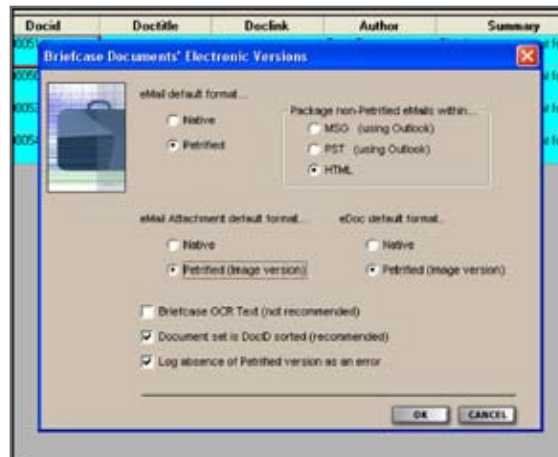 Docid Doctitle Doclink Author Summary
Briefcase Documents' Electronic Versions
eMail default format...
Native
Petrified
Package non-Petrified eMails within...
MSG (using Outlook)
PST (using Outlook)
HTML
eMail Attachment default format...
Native
Petrified (Image version)
eDoc default format...
Native
Petrified (Image version)
Briefcase OCR Text (not recommended)
Document set is DocID sorted (recommended)
Log absence of Petrified version as an error
OK CANCEL